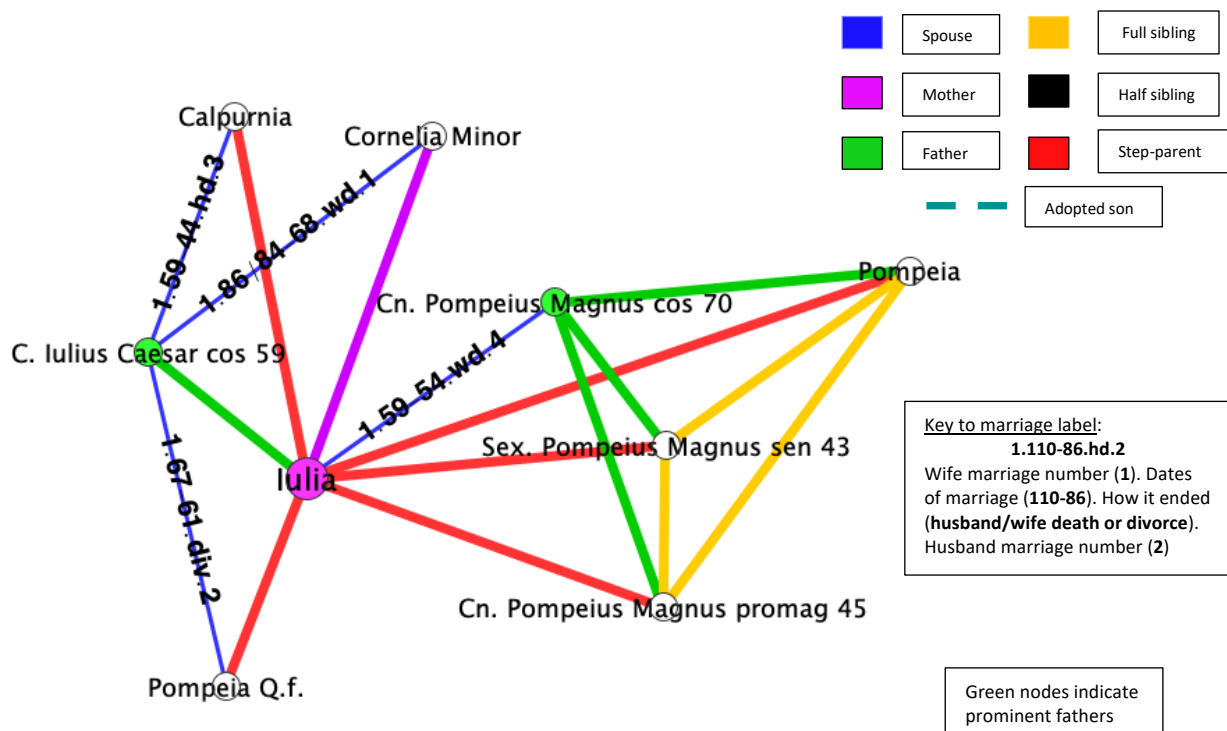 Spouse
Full sibling
Mother
Half sibling
Father
Step-parent
Adopted son
Calpurnia
Cornelia Minor
1.59 44.hd.3
1.86/84 68.wd.1
Pompeia
Cn. Pompeius Magnus cos 70
C. Iulius Caesar cos 59
1.59 54.wd.4
Sex. Pompeius Magnus sen 43
Iulia
1.67 61.div.2
Cn. Pompeius Magnus promag 45
Pompeia Q.f.
Key to marriage label:
1.110-86.hd.2
Wife marriage number (1). Dates
of marriage (110-86). How it ended
(husband/wife death or divorce).
Husband marriage number (2)
Green nodes indicate
prominent fathers